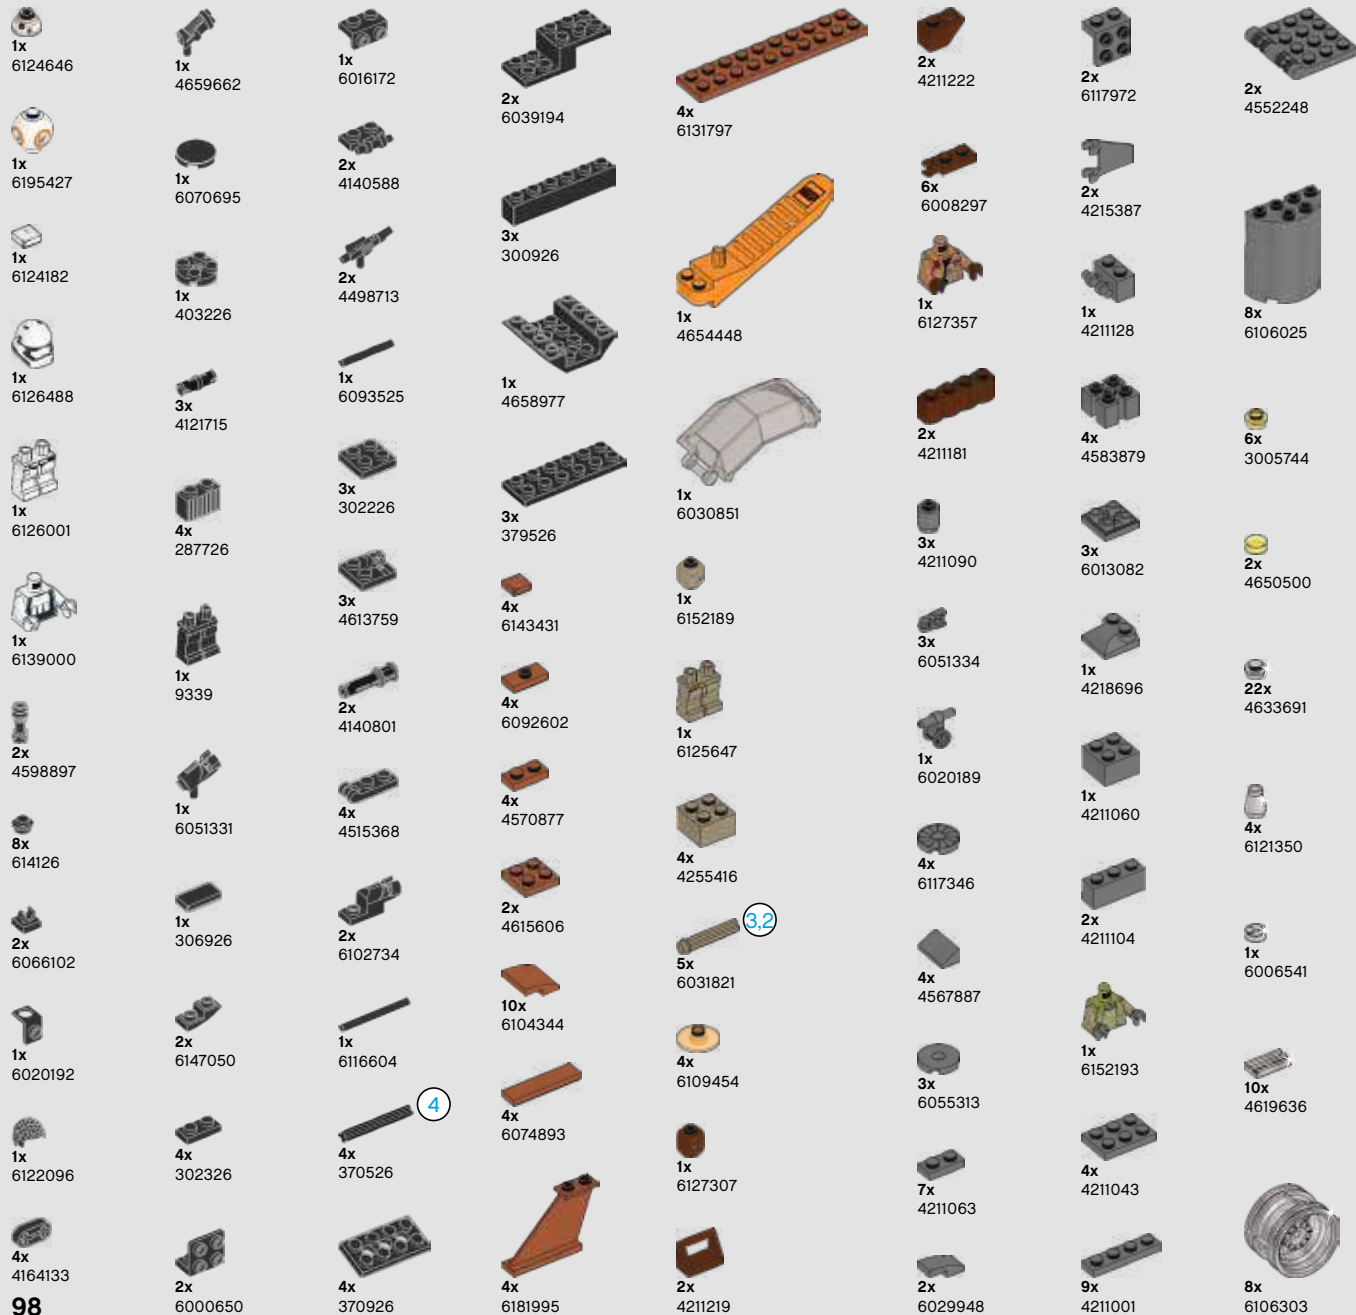 1x
6124646
1x
6195427
1x
6124182
1x
6126488
1x
6126001
1x
6139000
2x
4598897
8x
614126
2x
6066102
1x
6020192
1x
6122096
4x
4164133
98
1x
4659662
1x
6070695
1x
403226
3x
4121715
4x
287726
1x
9339
1x
6051331
1x
306926
2x
6147050
4x
302326
2x
6000650
1x
6016172
2x
4140588
2x
4498713
1x
6093525
3x
302226
3x
4613759
2x
4140801
4x
4515368
2x
6102734
1x
6116604
4
4x
370526
4x
370926
2x
6039194
3x
300926
1x
4658977
3x
379526
4x
6143431
4x
6092602
4x
4570877
2x
4615606
10x
6104344
4x
6074893
4x
6181995
4x
6131797
1x
4654448
1x
6030851
1x
6152189
1x
6125647
4x
4255416
3,2
5x
6031821
4x
6109454
1x
6127307
2x
4211219
2x
4211222
6x
6008297
1x
6127357
2x
4211181
3x
4211090
3x
6051334
1x
6020189
4x
6117346
4x
4567887
3x
6055313
7x
4211063
2x
6029948
2x
6117972
2x
4215387
1x
4211128
4x
4583879
3x
6013082
1x
4218696
1x
4211060
2x
4211104
1x
6152193
4x
4211043
9x
4211001
2x
4552248
8x
6106025
6x
3005744
2x
4650500
22x
4633691
4x
6121350
1x
6006541
10x
4619636
8x
6106303